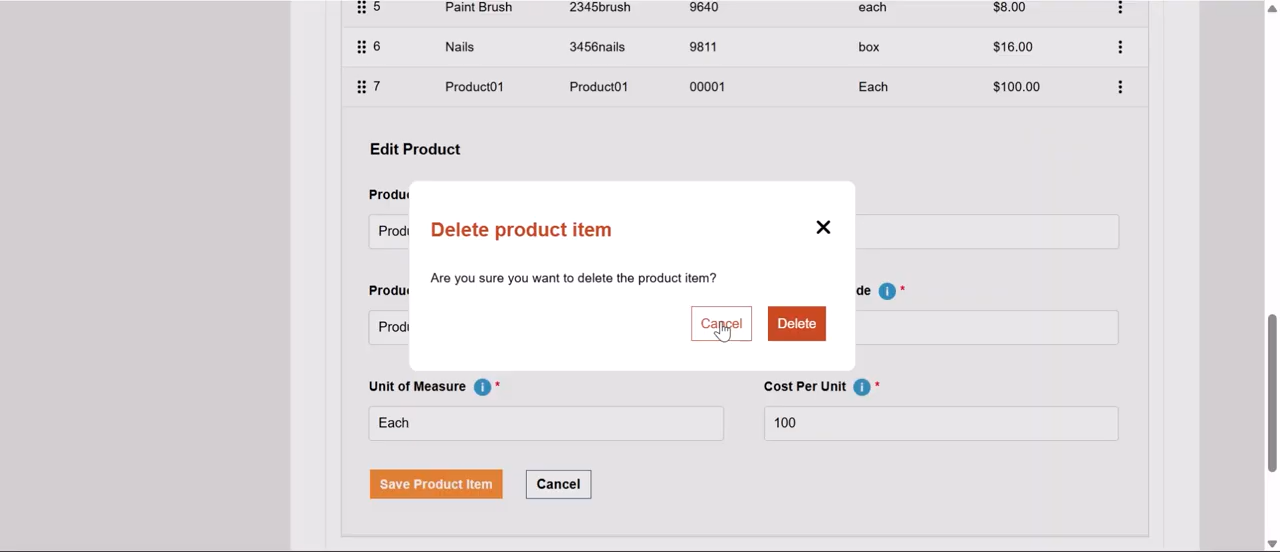 5 Paint Brush 2345brush 9640 each $8.00
6 Nails 3456nails 9811 box $16.00
7 Product01 Product01 00001 Each $100.00
Edit Product
Delete product item
Are you sure you want to delete the product item?
Cancel Delete
Unit of Measure i * Cost Per Unit i *
Each 100
Save Product Item Cancel